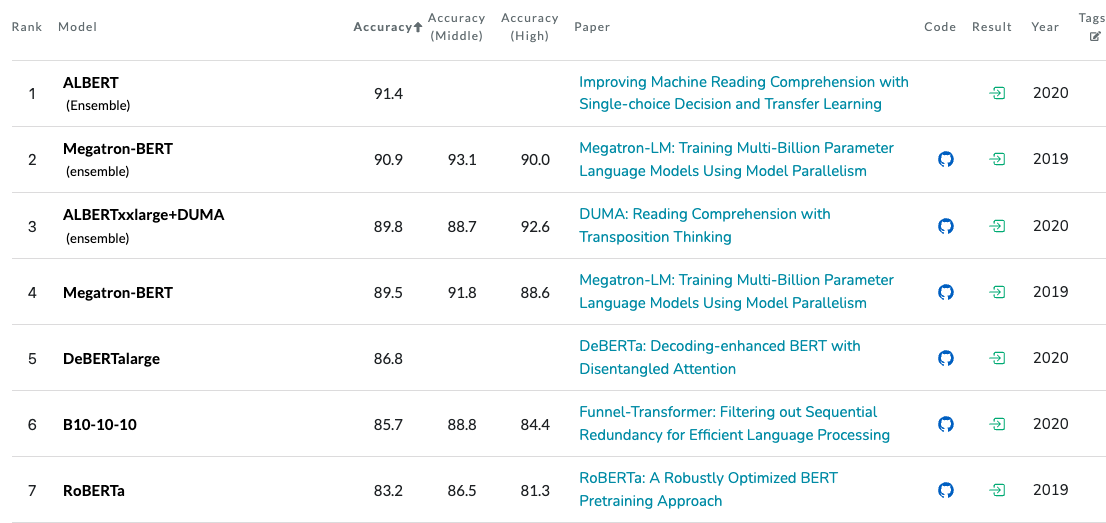 Rank Model Accuracy Accuracy (Middle) Accuracy (High) Paper Code Result Year Tags
1 ALBERT (Ensemble) 91.4 Improving Machine Reading Comprehension with Single-choice Decision and Transfer Learning 2020
2 Megatron-BERT (ensemble) 90.9 93.1 90.0 Megatron-LM: Training Multi-Billion Parameter Language Models Using Model Parallelism 2019
3 ALBERTxxlarge+DUMA (ensemble) 89.8 88.7 92.6 DUMA: Reading Comprehension with Transposition Thinking 2020
4 Megatron-BERT 89.5 91.8 88.6 Megatron-LM: Training Multi-Billion Parameter Language Models Using Model Parallelism 2019
5 DeBERTalarge 86.8 DeBERTa: Decoding-enhanced BERT with Disentangled Attention 2020
6 B10-10-10 85.7 88.8 84.4 Funnel-Transformer: Filtering out Sequential Redundancy for Efficient Language Processing 2020
7 RoBERTa 83.2 86.5 81.3 RoBERTa: A Robustly Optimized BERT Pretraining Approach 2019